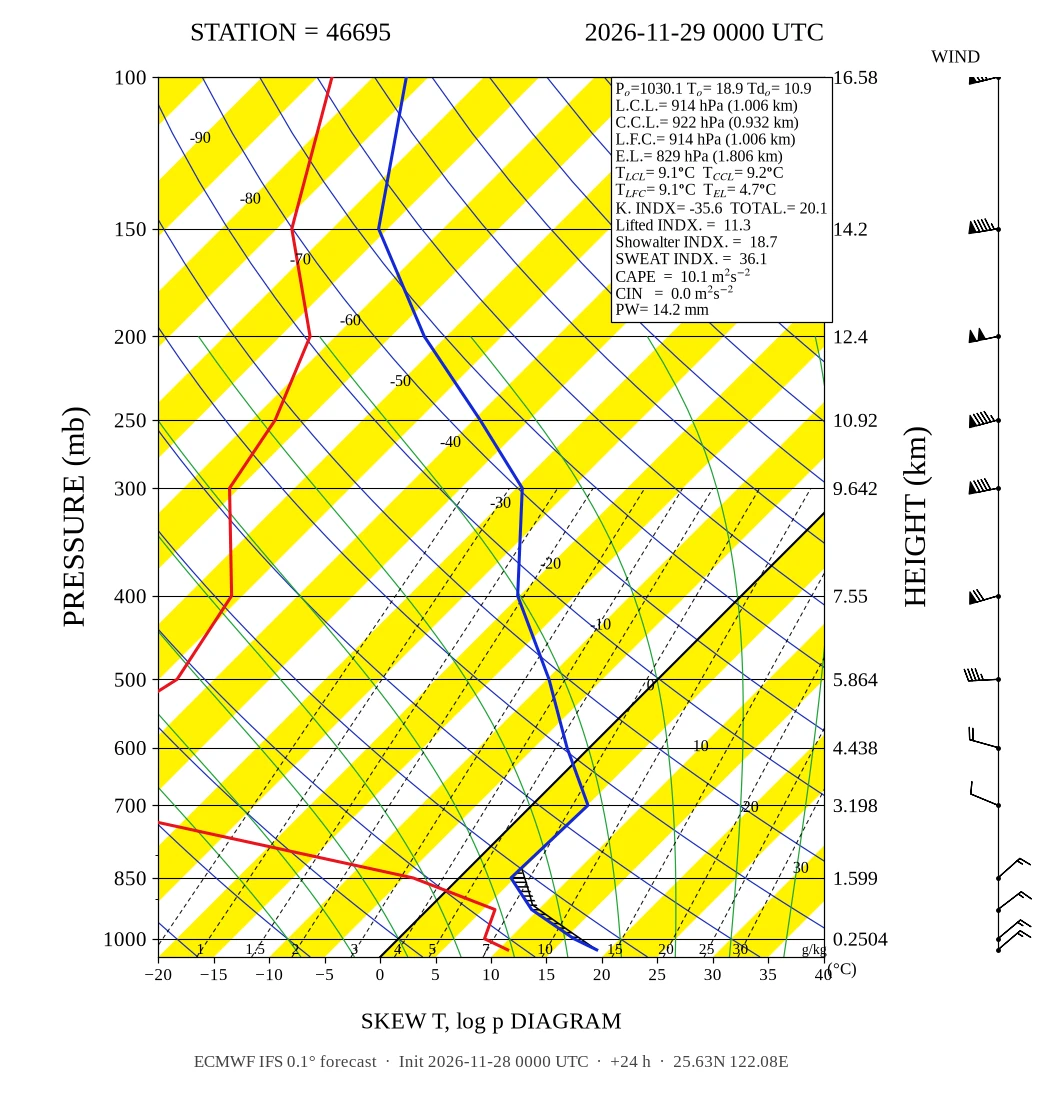 STATION = 46695 2026-11-29 0000 UTC
WIND
100 16.58
P_o=1030.1 T_o= 18.9 Td_o= 10.9
L.C.L.= 914 hPa (1.006 km)
C.C.L.= 922 hPa (0.932 km)
L.F.C.= 914 hPa (1.006 km)
E.L.= 829 hPa (1.806 km)
T_LCL= 9.1°C T_CCL= 9.2°C
T_LFC= 9.1°C T_EL= 4.7°C
K. INDX= -35.6 TOTAL.= 20.1
Lifted INDX. = 11.3
Showalter INDX. = 18.7
SWEAT INDX. = 36.1
CAPE = 10.1 m²s⁻²
CIN = 0.0 m²s⁻²
PW= 14.2 mm
-90
-80
150 14.2
-70
-60
200 12.4
-50
250 10.92
-40
300 9.642
-30
PRESSURE (mb)
HEIGHT (km)
-20
400 7.55
-10
500 0 5.864
10
600 4.438
700 20 3.198
30
850 1.599
1000 0.2504
1 1.5 2 3 4 5 7 10 15 20 25 30 g/kg
−20 −15 −10 −5 0 5 10 15 20 25 30 35 40 (°C)
SKEW T, log p DIAGRAM
ECMWF IFS 0.1° forecast · Init 2026-11-28 0000 UTC · +24 h · 25.63N 122.08E